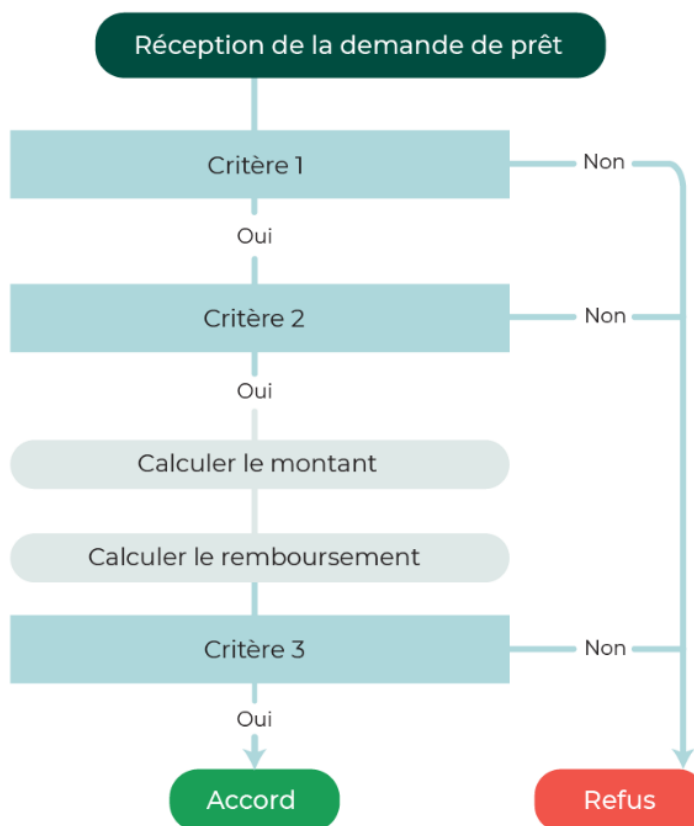 Réception de la demande de prêt
Critère 1
Non
Oui
Critère 2
Non
Oui
Calculer le montant
Calculer le remboursement
Critère 3
Non
Oui
Accord
Refus